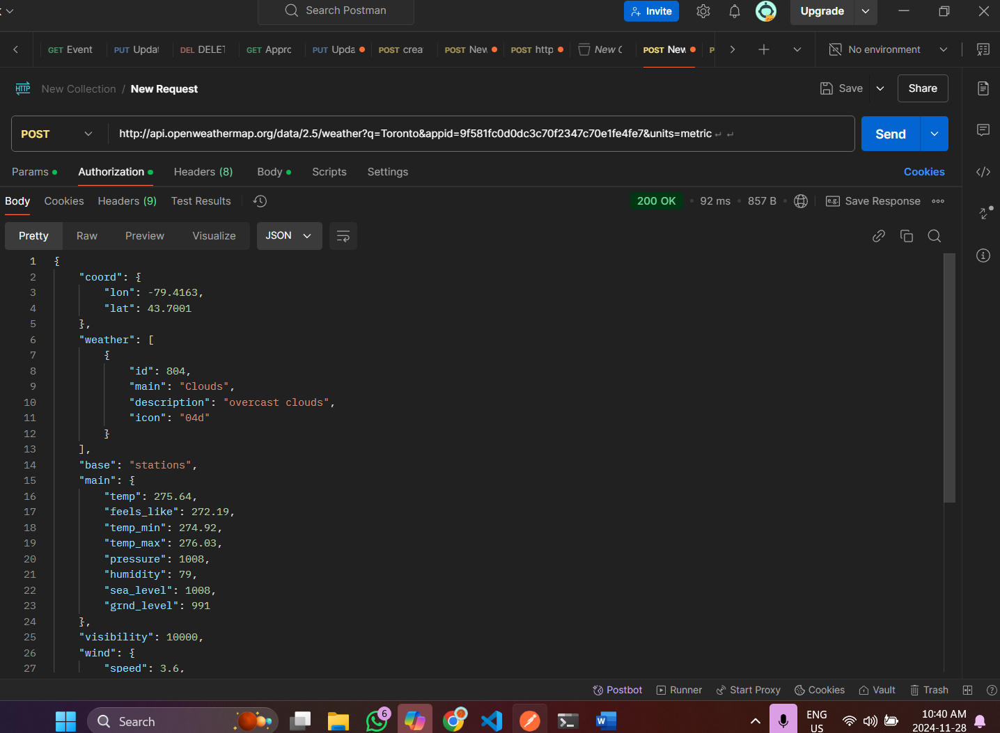 Search Postman
Invite
Upgrade
GET Event
PUT Updat
DEL DELET
GET Appro
PUT Upda
POST crea
POST New
POST http
New C
POST New
No environment
HTTP New Collection / New Request
Save
Share
POST
http://api.openweathermap.org/data/2.5/weather?q=Toronto&appid=9f581fc0d0dc3c70f2347c70e1fe4fe7&units=metric
Send
Params
Authorization
Headers (8)
Body
Scripts
Settings
Cookies
Body
Cookies
Headers (9)
Test Results
200 OK
92 ms
857 B
e.g. Save Response
Pretty
Raw
Preview
Visualize
JSON
1 {
2 "coord": {
3 "lon": -79.4163,
4 "lat": 43.7001
5 },
6 "weather": [
7 {
8 "id": 804,
9 "main": "Clouds",
10 "description": "overcast clouds",
11 "icon": "04d"
12 }
13 ],
14 "base": "stations",
15 "main": {
16 "temp": 275.64,
17 "feels_like": 272.19,
18 "temp_min": 274.92,
19 "temp_max": 276.03,
20 "pressure": 1008,
21 "humidity": 79,
22 "sea_level": 1008,
23 "grnd_level": 991
24 },
25 "visibility": 10000,
26 "wind": {
27 "speed": 3.6,
Postbot
Runner
Start Proxy
Cookies
Vault
Trash
Search
6
ENG
US
10:40 AM
2024-11-28